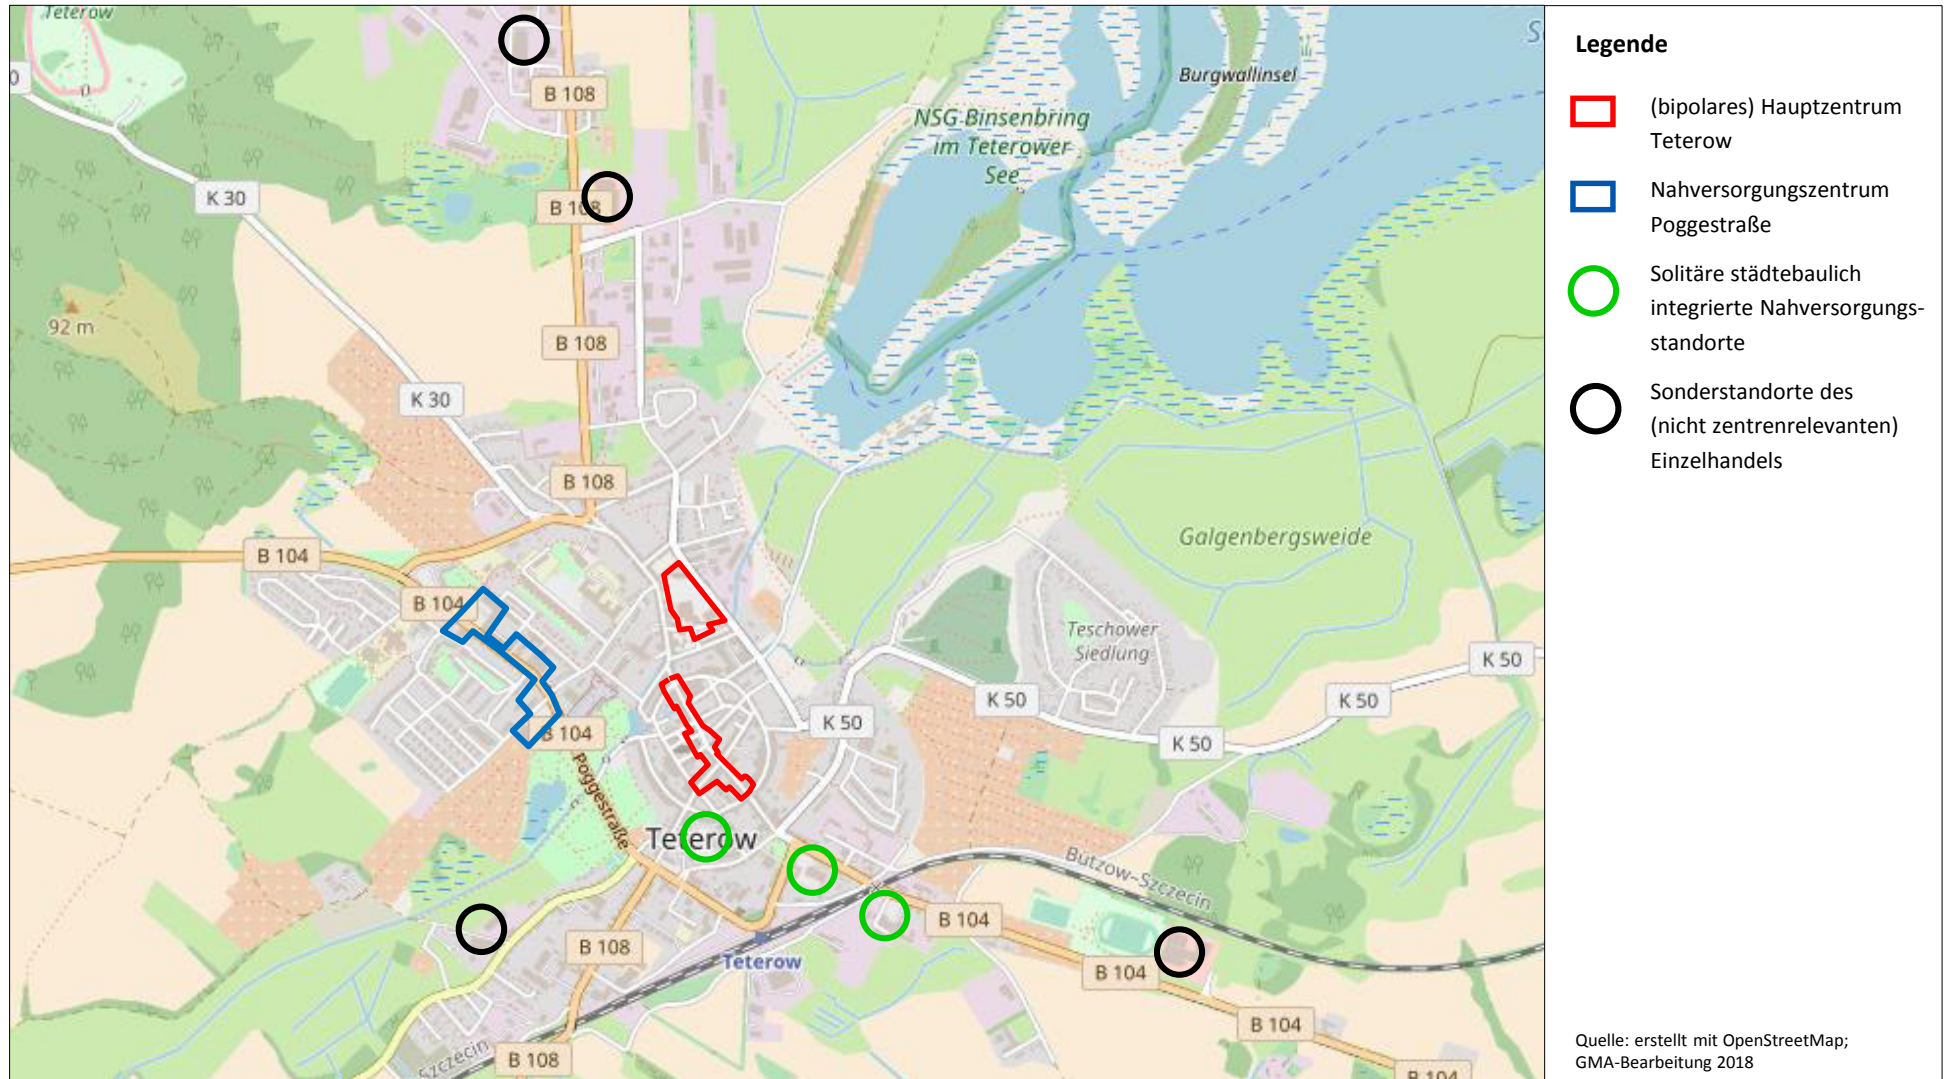 Teterow
B 108
Burgwallinsel
NSG Binsenbring
im Teterower
See
K 30
B 108
92 m
B 108
K 30
B 108
Galgenbergsweide
B 104
B 104
Teschower
Siedlung
K 50
K 50
K 50
K 50
K 50
B 104
Poggestraße
Teterow
Bützow-Szczecin
B 104
B 108
Teterow
B 104
B 104
Szczecin
B 108
B 104
Legende
(bipolares) Hauptzentrum
Teterow
Nahversorgungszentrum
Poggestraße
Solitäre städtebaulich
integrierte Nahversorgungs-
standorte
Sonderstandorte des
(nicht zentrenrelevanten)
Einzelhandels
Quelle: erstellt mit OpenStreetMap;
GMA-Bearbeitung 2018